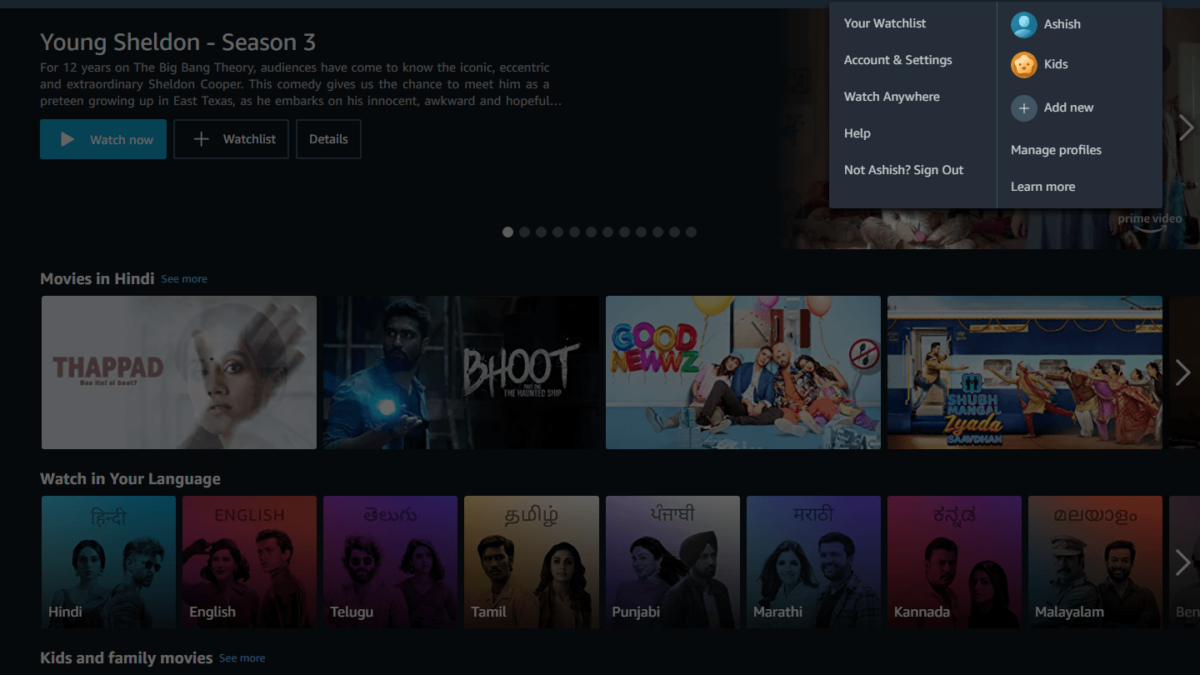 Young Sheldon - Season 3
For 12 years on The Big Bang Theory, audiences have come to know the iconic, eccentric
and extraordinary Sheldon Cooper. This comedy gives us the chance to meet him as a
preteen growing up in East Texas, as he embarks on his innocent, awkward and hopeful...
Watch now
Watchlist
Details
Your Watchlist
Account & Settings
Watch Anywhere
Help
Not Ashish? Sign Out
Ashish
Kids
Add new
Manage profiles
Learn more
prime video
Movies in Hindi See more
THAPPAD
Bas itni si baat?
BHOOT
PART ONE
THE HAUNTED SHIP
GOOD
NEWWZ
SHUBH
MANGAL
Zyada
SAAVDHAN
Watch in Your Language
हिन्दी
Hindi
ENGLISH
English
తెలుగు
Telugu
தமிழ்
Tamil
ਪੰਜਾਬੀ
Punjabi
मराठी
Marathi
ಕನ್ನಡ
Kannada
മലയാളം
Malayalam
Ben
Kids and family movies See more